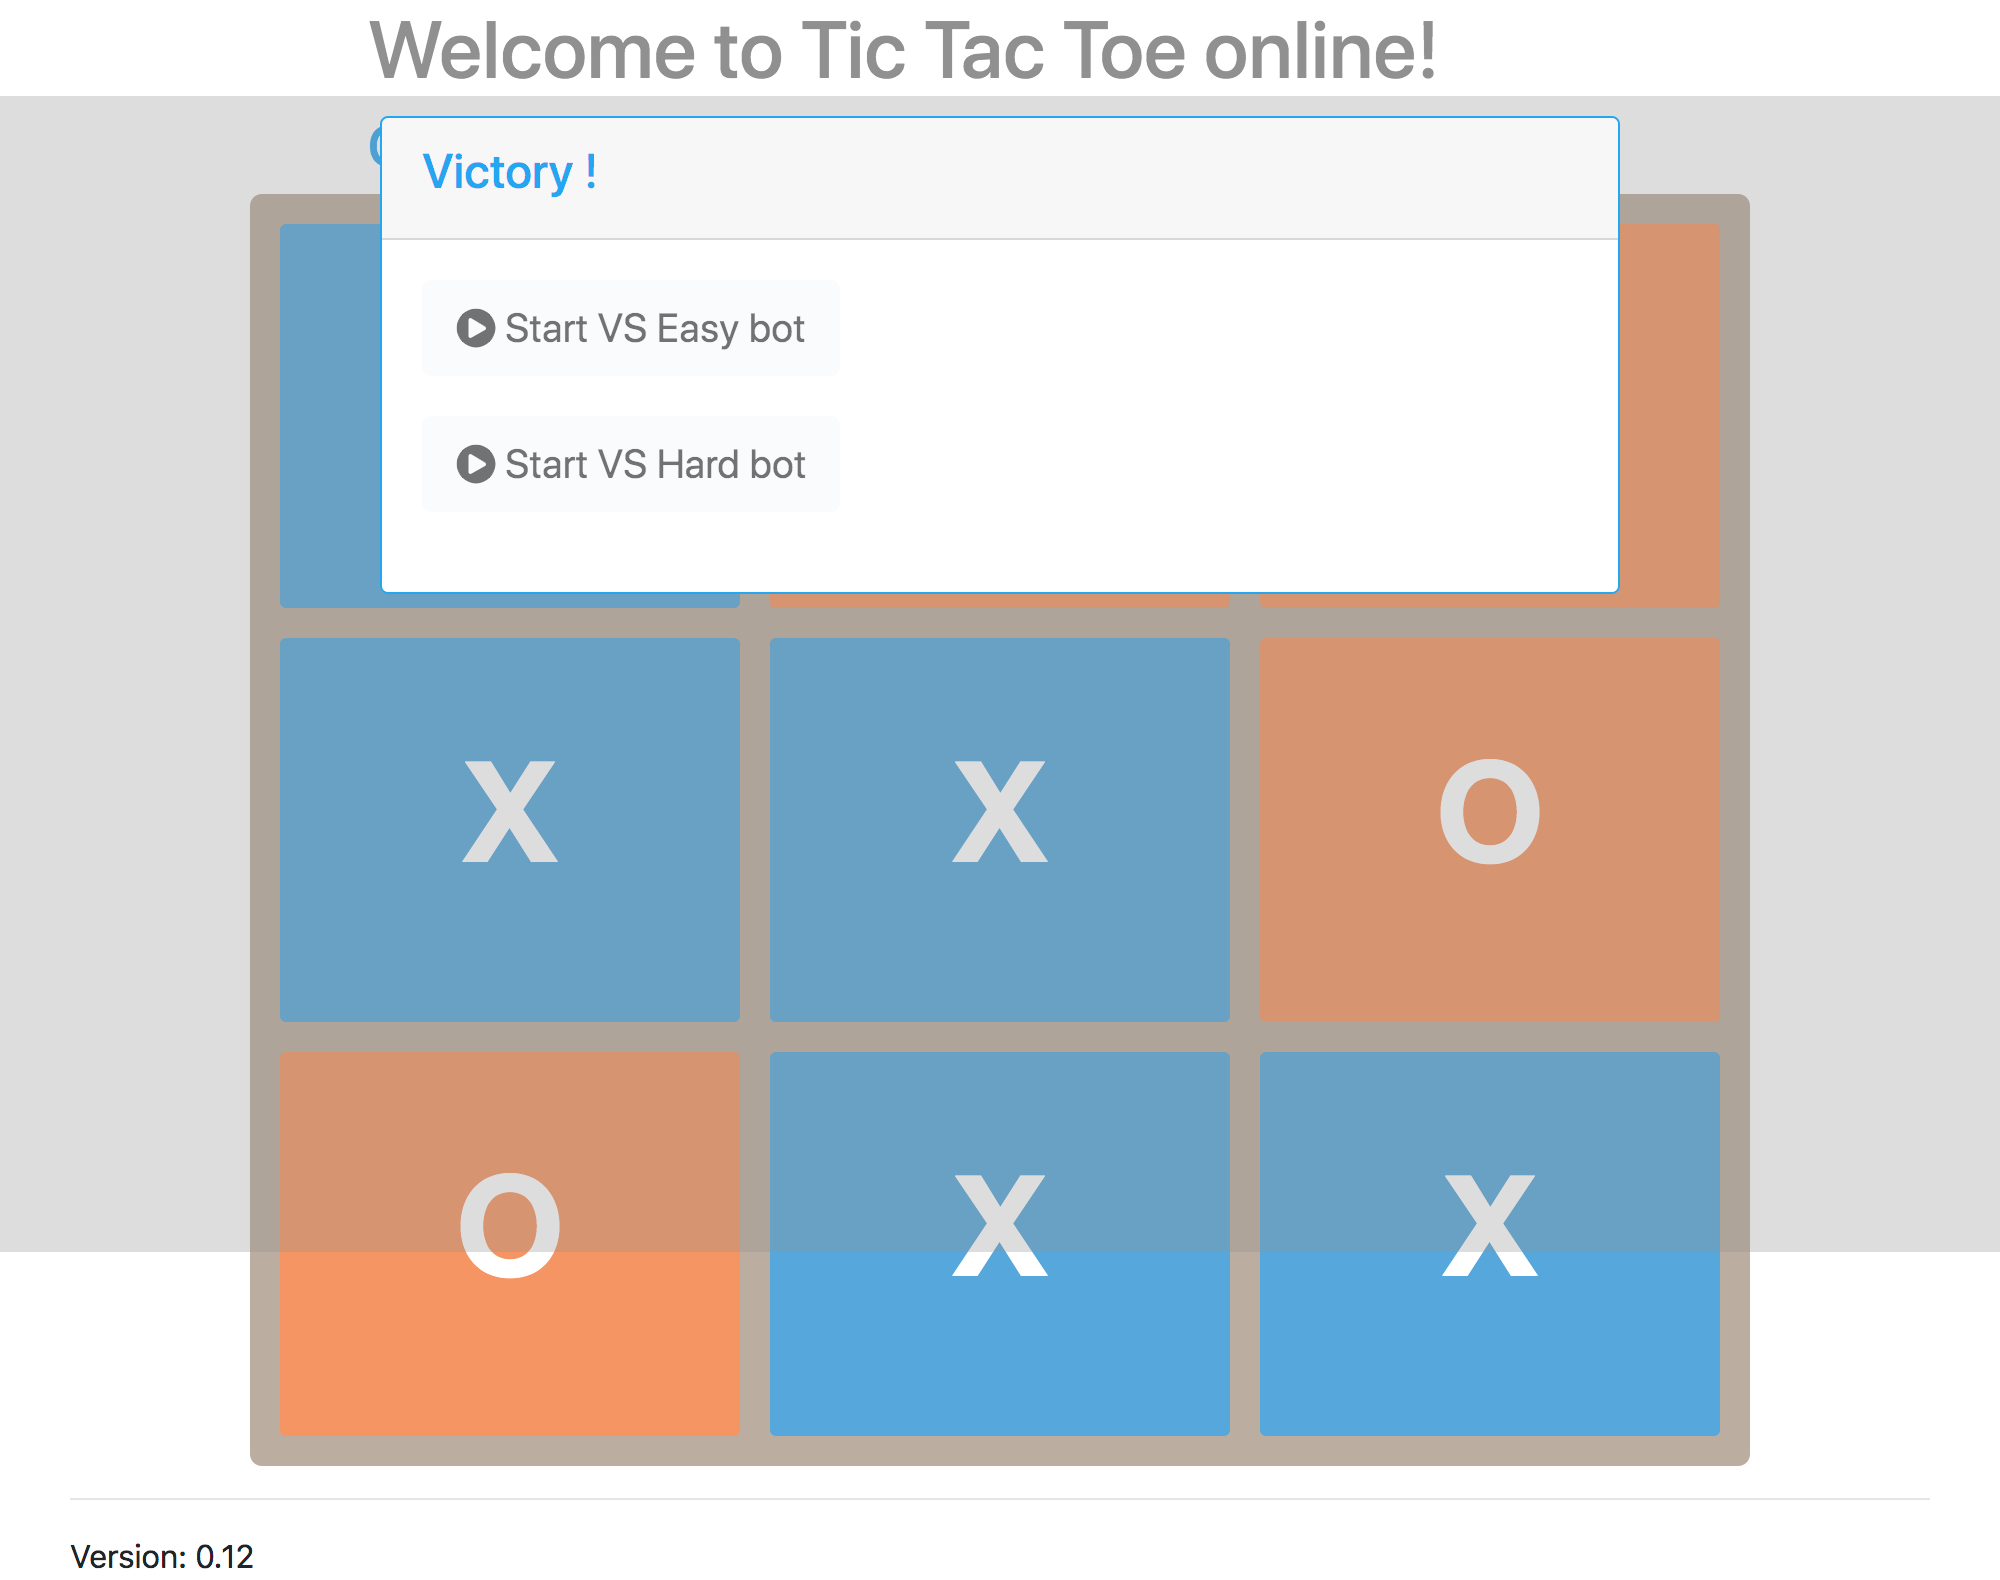 Welcome to Tic Tac Toe online!
Victory !
Start VS Easy bot
Start VS Hard bot
X X O
O X X
Version: 0.12